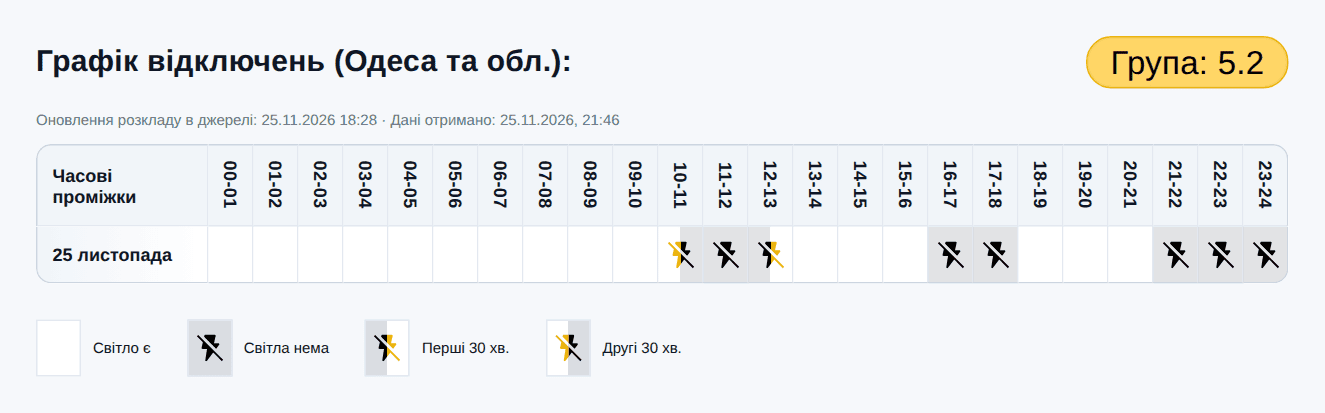 Графік відключень (Одеса та обл.):
Група: 5.2
Оновлення розкладу в джерелі: 25.11.2026 18:28 · Дані отримано: 25.11.2026, 21:46
Часові
проміжки
00-01
01-02
02-03
03-04
04-05
05-06
06-07
07-08
08-09
09-10
10-11
11-12
12-13
13-14
14-15
15-16
16-17
17-18
18-19
19-20
20-21
21-22
22-23
23-24
25 листопада
Світло є
Світла нема
Перші 30 хв.
Другі 30 хв.